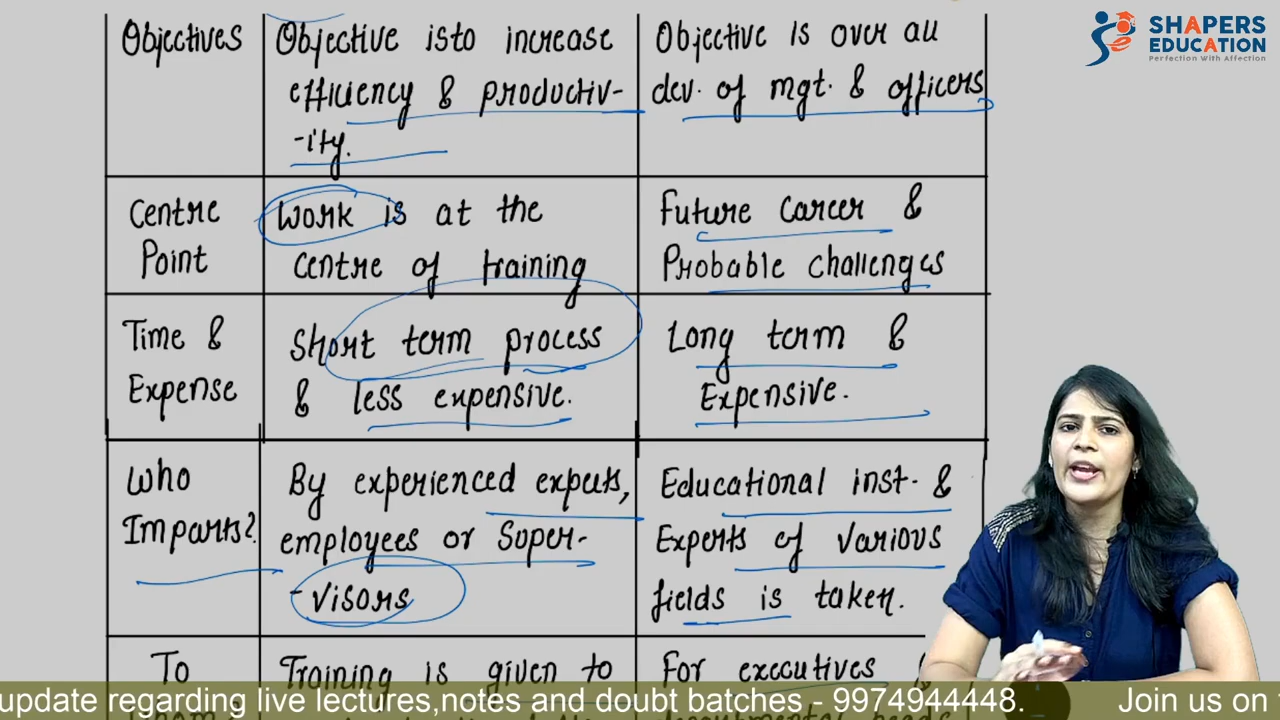 SHAPERS
EDUCATION
Perfection With Affection
Objectives
Objective is to increase
efficiency & productiv-
-ity.
Objective is over all
dev. of mgt. & officers
Centre
Point
Work is at the
centre of training
Future career &
Probable challenges
Time &
Expense
Short term process
& less expensive.
Long term &
Expensive.
Who
Imparts?
By experienced experts,
employees or Super-
-visors
Educational inst. &
Experts of various
fields is taken.
To
Training is given to
For executives
update regarding live lectures,notes and doubt batches - 9974944448.
Join us on